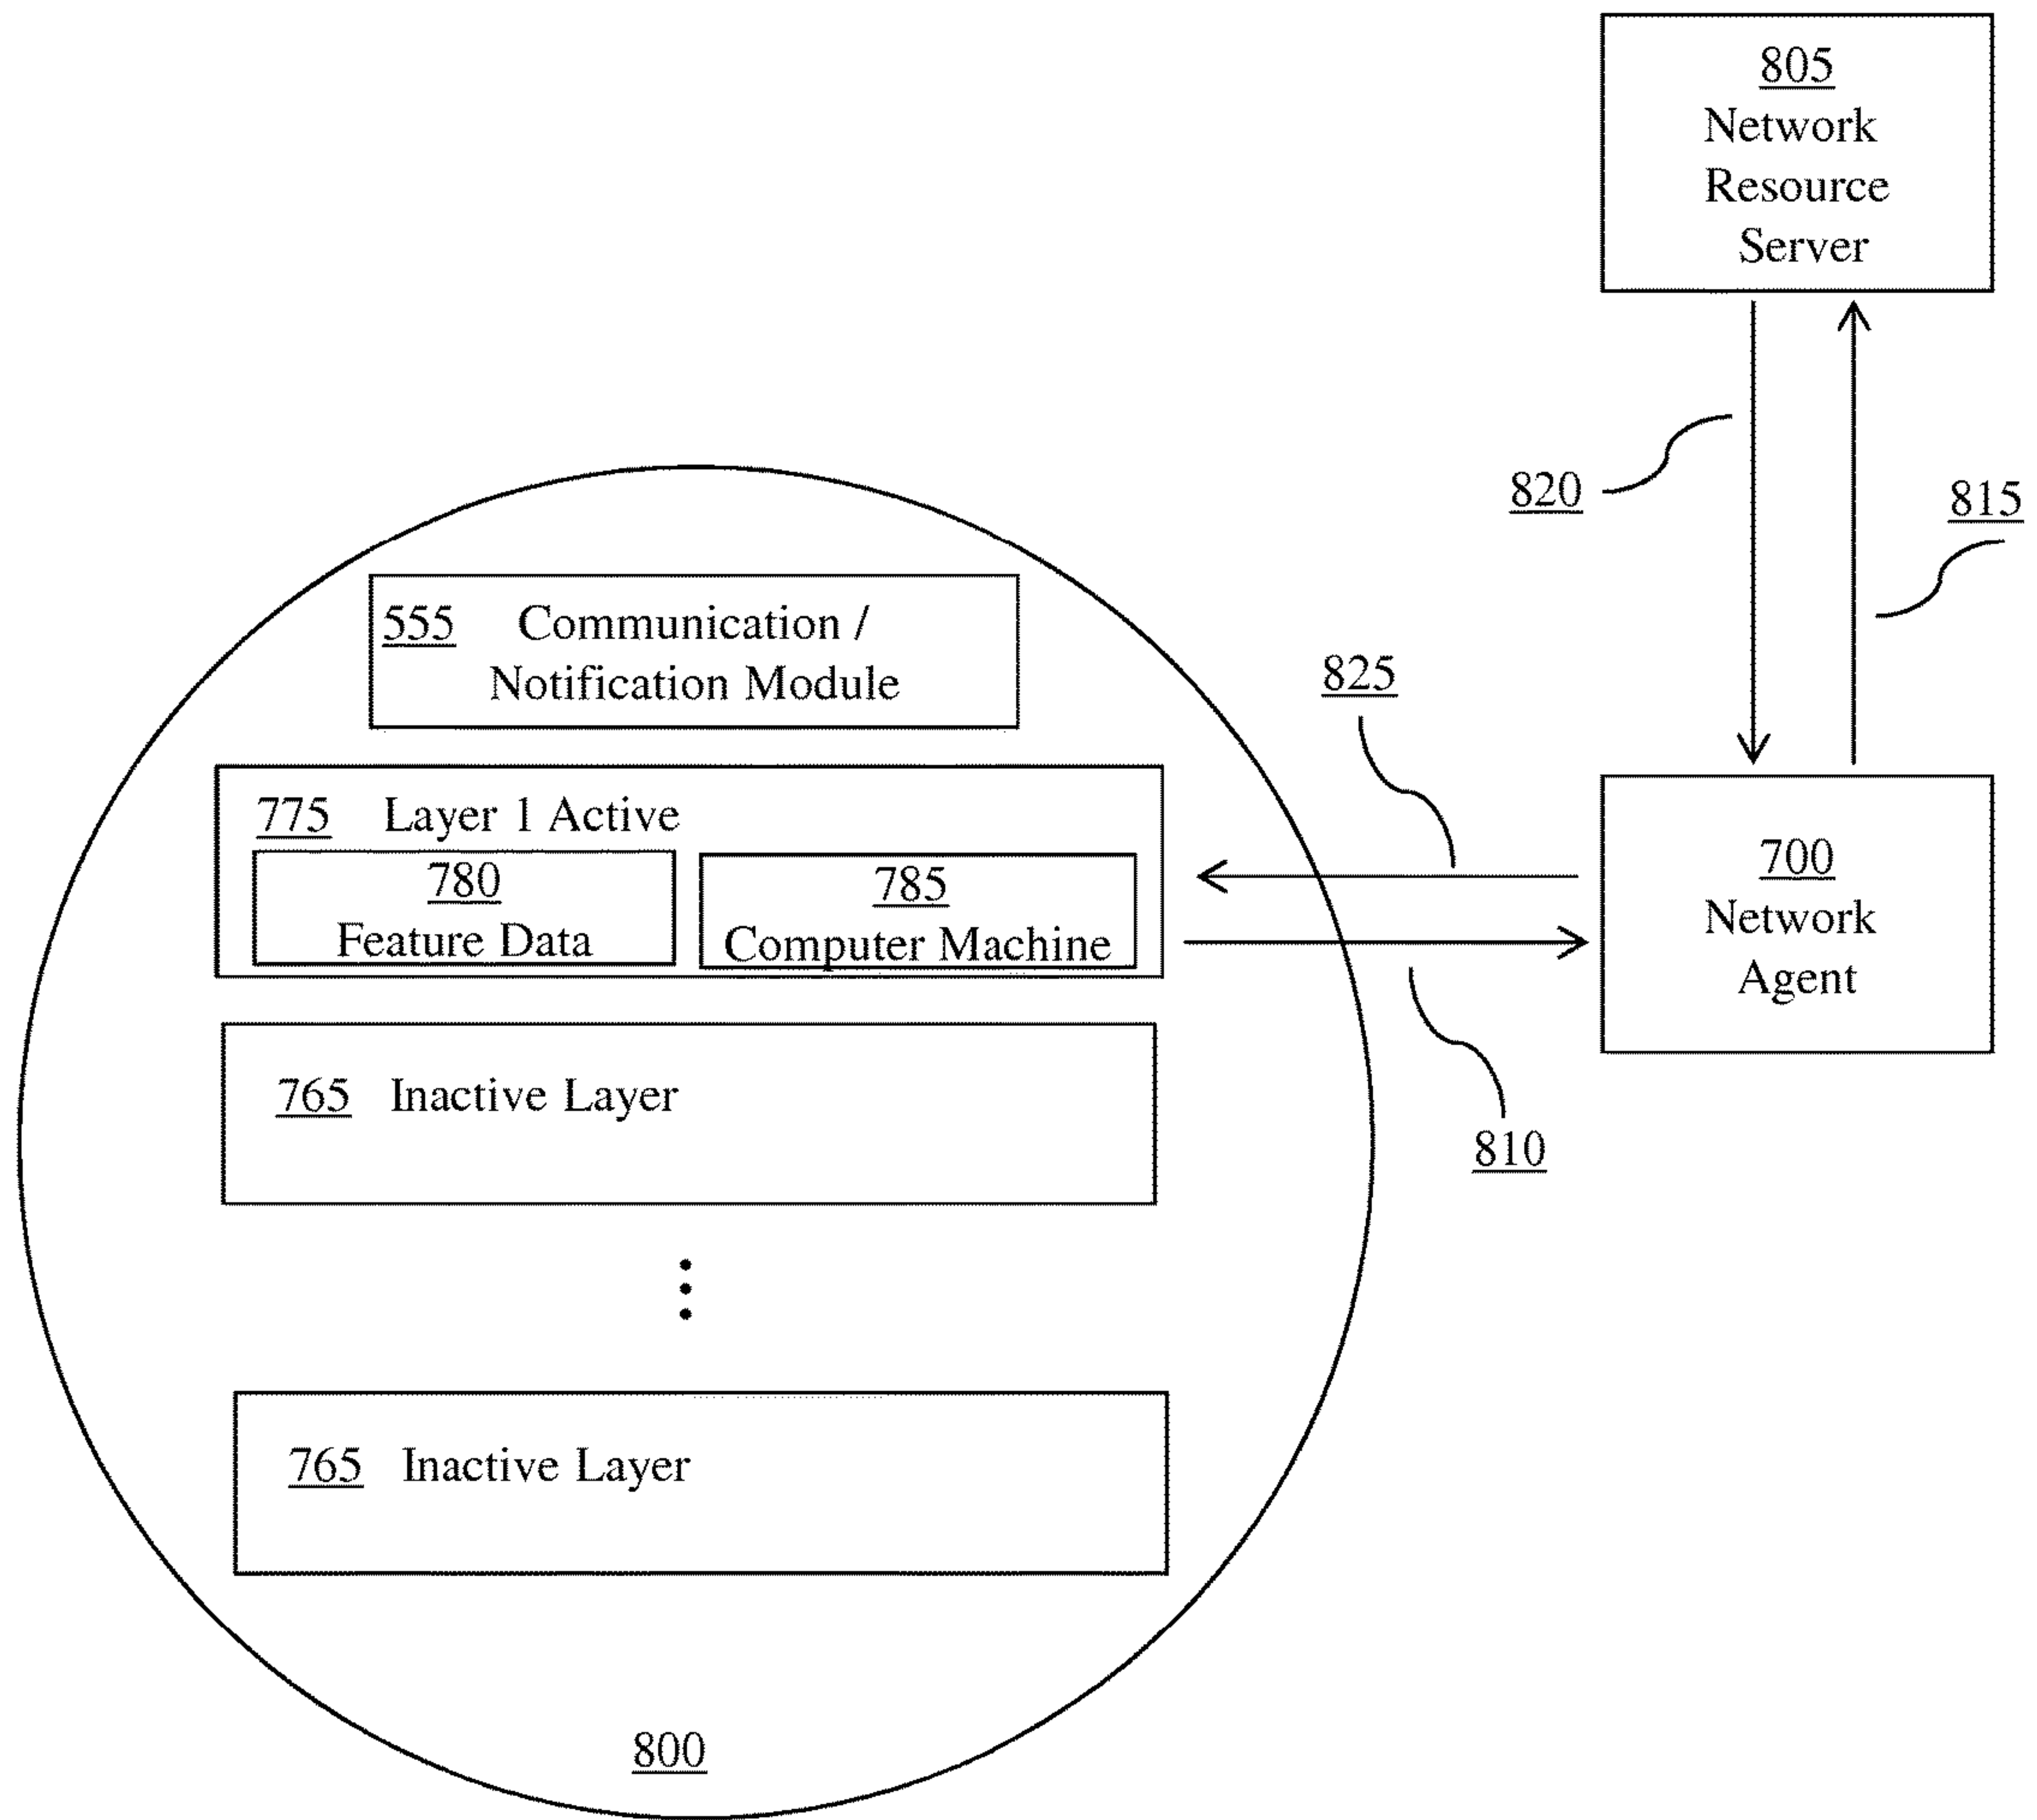 805
Network
Resource
Server
820
815
555 Communication /
Notification Module
825
775 Layer 1 Active
780
Feature Data
785
Computer Machine
700
Network
Agent
765 Inactive Layer
810
765 Inactive Layer
800